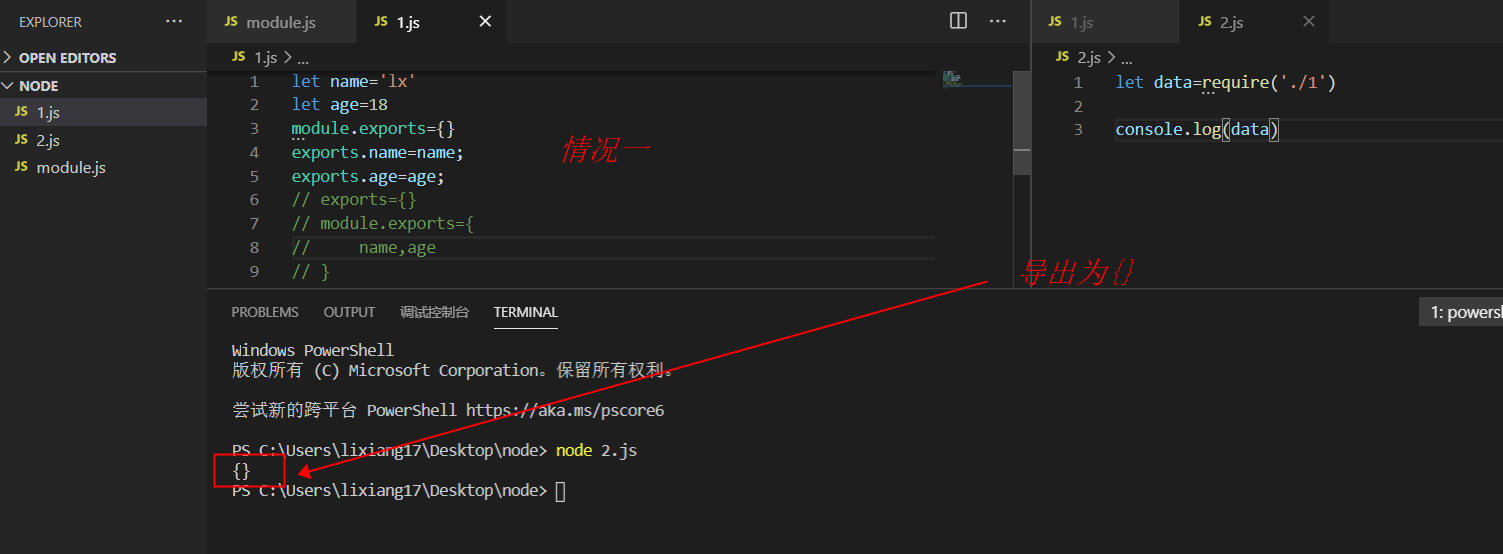 EXPLORER ···
OPEN EDITORS
NODE
JS 1.js
JS 2.js
JS module.js
JS module.js JS 1.js ×
JS 1.js > ...
1 let name='lx'
2 let age=18
3 module.exports={}
4 exports.name=name;
5 exports.age=age;
6 // exports={}
7 // module.exports={
8 //     name,age
9 // }
情况一
JS 1.js JS 2.js ×
JS 2.js > ...
1 let data=require('./1')
2
3 console.log(data)
导出为{}
PROBLEMS OUTPUT 调试控制台 TERMINAL
1: powersh
Windows PowerShell
版权所有 (C) Microsoft Corporation。保留所有权利。
尝试新的跨平台 PowerShell https://aka.ms/pscore6
PS C:\Users\lixiang17\Desktop\node> node 2.js
{}
PS C:\Users\lixiang17\Desktop\node>